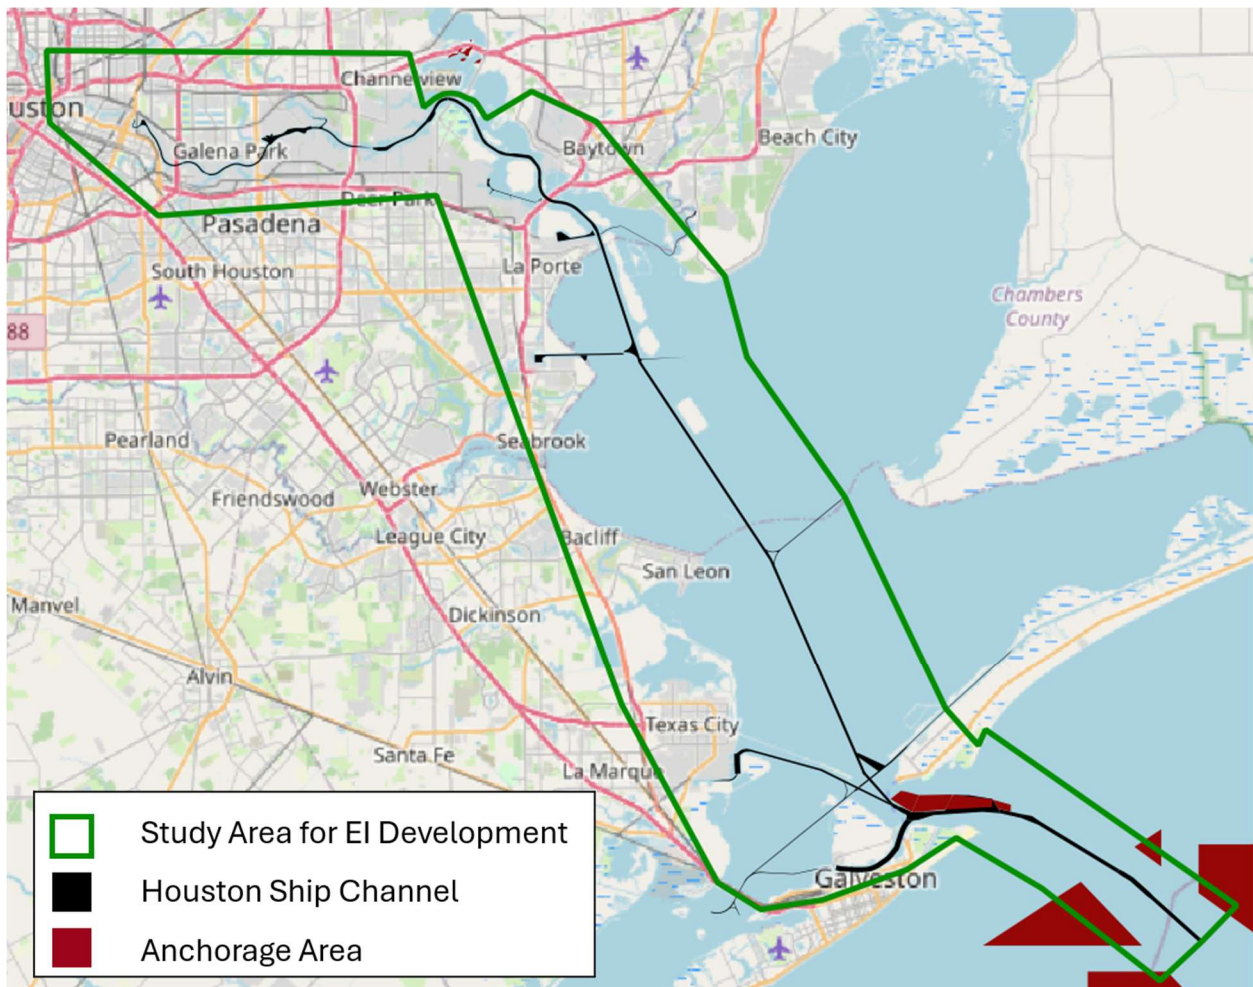 Channelview
uston
Galena Park
Baytown
Beach City
Deer Park
Pasadena
La Porte
South Houston
Chambers
County
88
Pearland
Seabrook
Friendswood
Webster
League City
Bacliff
San Leon
Manvel
Dickinson
Alvin
Texas City
Santa Fe
La Marque
Galveston
Study Area for EI Development
Houston Ship Channel
Anchorage Area